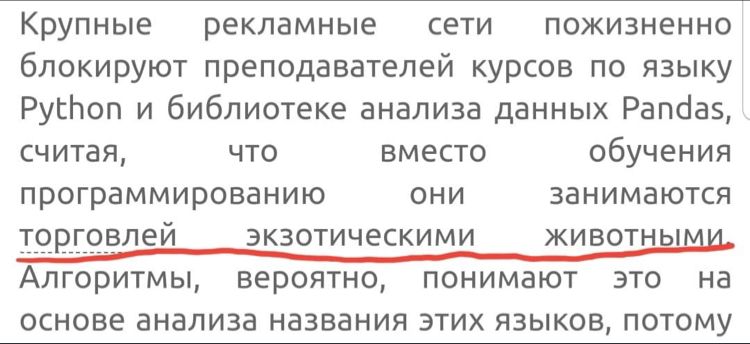 Крупные рекламные сети пожизненно
блокируют преподавателей курсов по языку
Python и библиотеке анализа данных Pandas,
считая, что вместо обучения
программированию они занимаются
торговлей экзотическими животными.
Алгоритмы, вероятно, понимают это на
основе анализа названия этих языков, потому